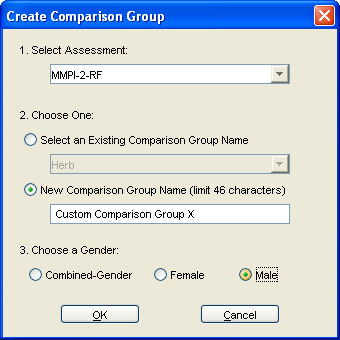 Create Comparison Group
1. Select Assessment:
MMPI-2-RF
2. Choose One:
Select an Existing Comparison Group Name
Herb
New Comparison Group Name (limit 46 characters)
Custom Comparison Group X
3. Choose a Gender:
Combined-Gender Female Male
OK Cancel